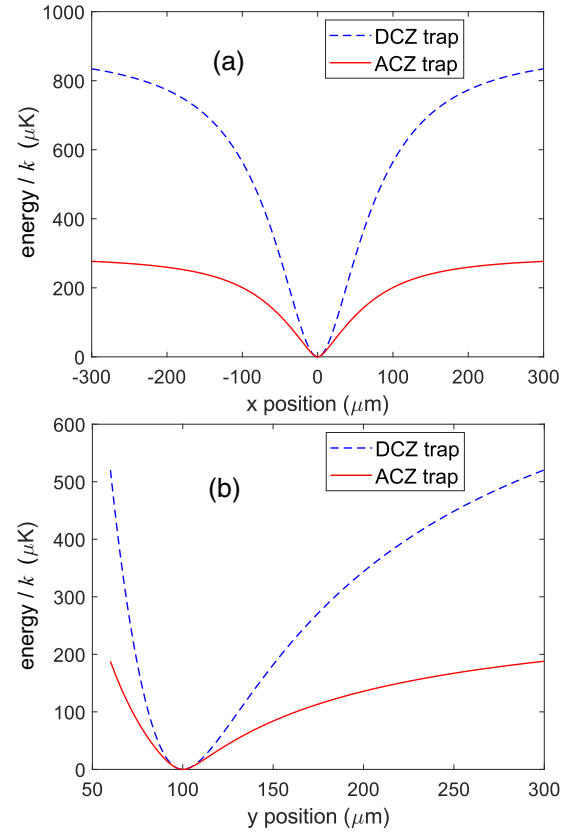 (a)
DCZ trap
ACZ trap
1000
800
600
400
200
0
energy / k (μK)
-300 -200 -100 0 100 200 300
x position (μm)
(b)
DCZ trap
ACZ trap
600
500
400
300
200
100
0
energy / k (μK)
50 100 150 200 250 300
y position (μm)